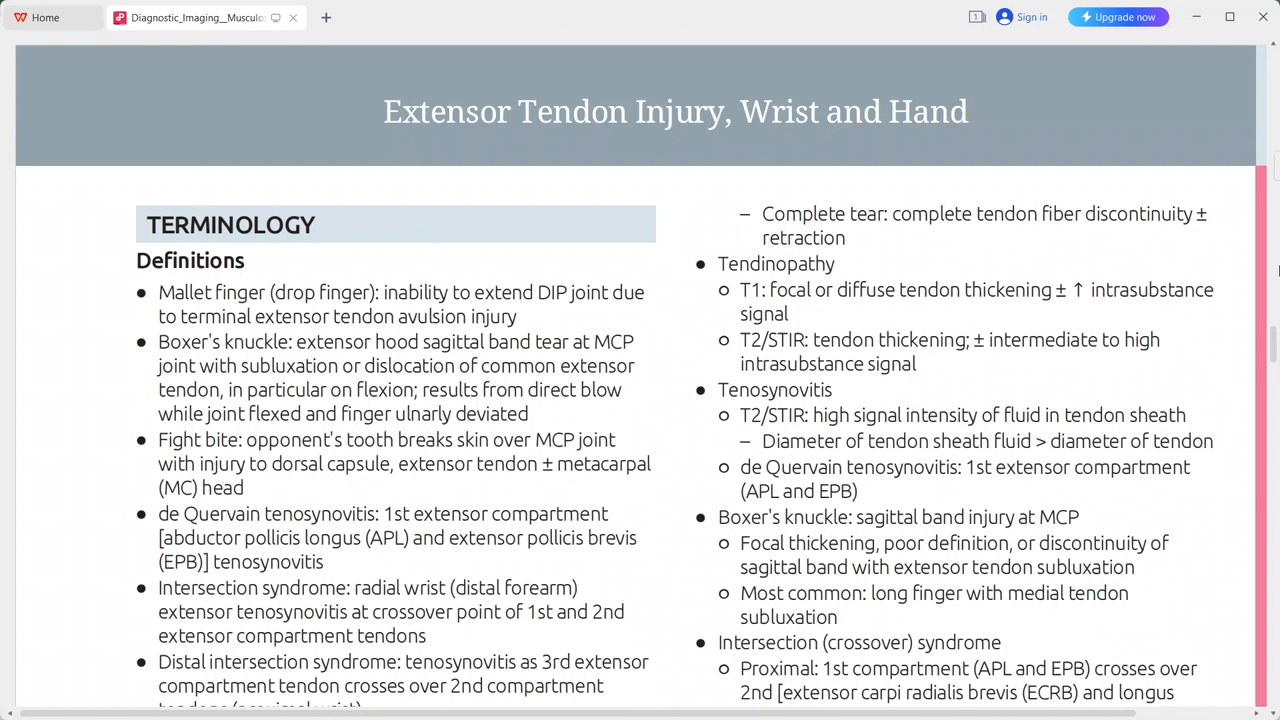 Home
Diagnostic_Imaging__Musculos
1
Sign in
Upgrade now
Extensor Tendon Injury, Wrist and Hand
TERMINOLOGY
Definitions
● Mallet finger (drop finger): inability to extend DIP joint due
to terminal extensor tendon avulsion injury
● Boxer's knuckle: extensor hood sagittal band tear at MCP
joint with subluxation or dislocation of common extensor
tendon, in particular on flexion; results from direct blow
while joint flexed and finger ulnarly deviated
● Fight bite: opponent's tooth breaks skin over MCP joint
with injury to dorsal capsule, extensor tendon ± metacarpal
(MC) head
● de Quervain tenosynovitis: 1st extensor compartment
[abductor pollicis longus (APL) and extensor pollicis brevis
(EPB)] tenosynovitis
● Intersection syndrome: radial wrist (distal forearm)
extensor tenosynovitis at crossover point of 1st and 2nd
extensor compartment tendons
● Distal intersection syndrome: tenosynovitis as 3rd extensor
compartment tendon crosses over 2nd compartment
tendons (proximal wrist)
– Complete tear: complete tendon fiber discontinuity ±
retraction
● Tendinopathy
○ T1: focal or diffuse tendon thickening ± ↑ intrasubstance
signal
○ T2/STIR: tendon thickening; ± intermediate to high
intrasubstance signal
● Tenosynovitis
○ T2/STIR: high signal intensity of fluid in tendon sheath
– Diameter of tendon sheath fluid > diameter of tendon
○ de Quervain tenosynovitis: 1st extensor compartment
(APL and EPB)
● Boxer's knuckle: sagittal band injury at MCP
○ Focal thickening, poor definition, or discontinuity of
sagittal band with extensor tendon subluxation
○ Most common: long finger with medial tendon
subluxation
● Intersection (crossover) syndrome
○ Proximal: 1st compartment (APL and EPB) crosses over
2nd [extensor carpi radialis brevis (ECRB) and longus